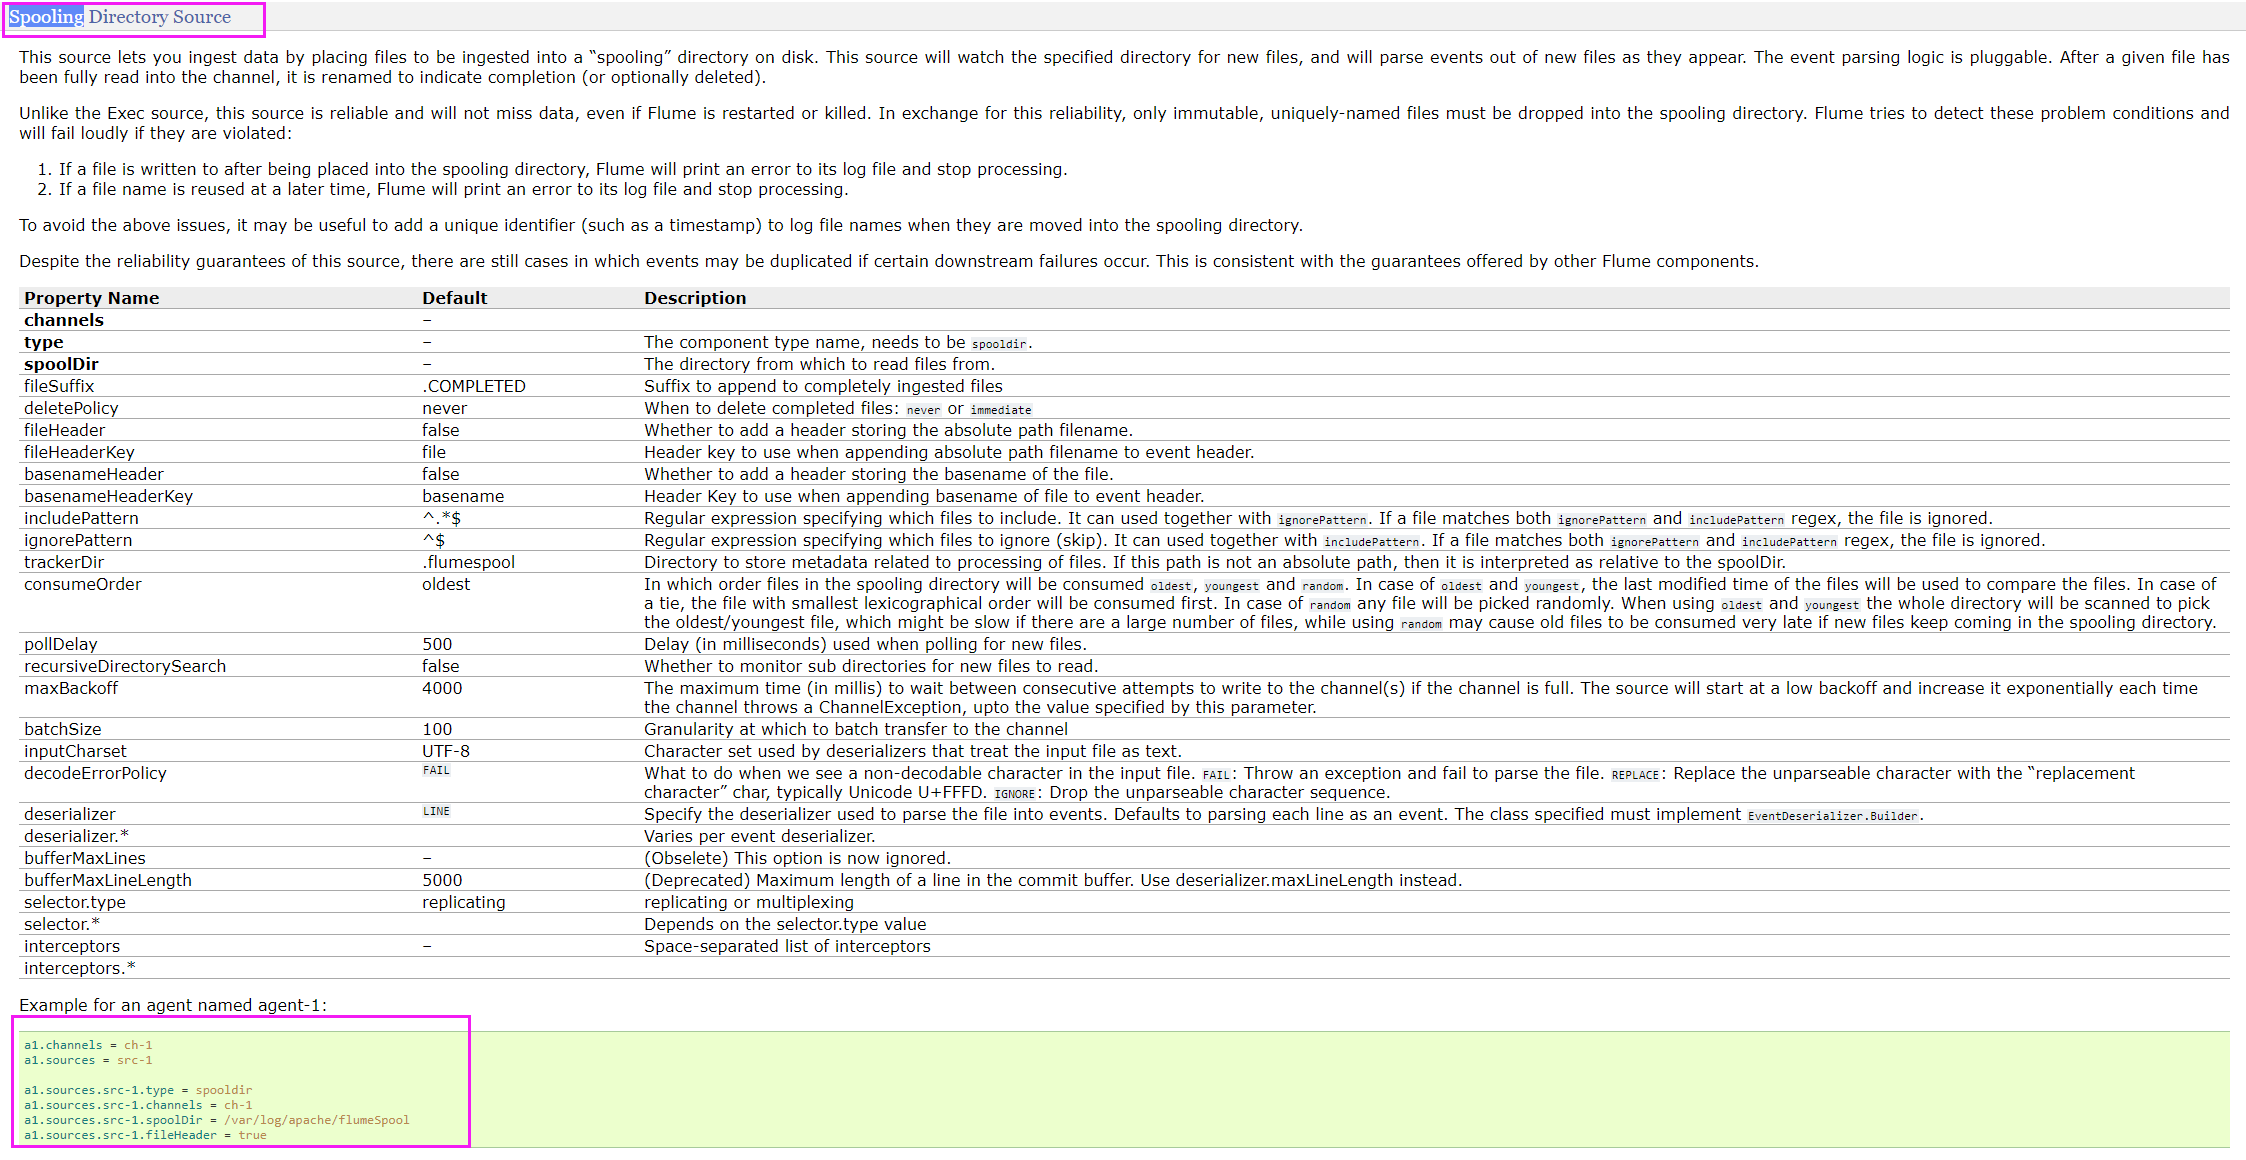 Spooling Directory Source
This source lets you ingest data by placing files to be ingested into a “spooling” directory on disk. This source will watch the specified directory for new files, and will parse events out of new files as they appear. The event parsing logic is pluggable. After a given file has
been fully read into the channel, it is renamed to indicate completion (or optionally deleted).
Unlike the Exec source, this source is reliable and will not miss data, even if Flume is restarted or killed. In exchange for this reliability, only immutable, uniquely-named files must be dropped into the spooling directory. Flume tries to detect these problem conditions and
will fail loudly if they are violated:
1. If a file is written to after being placed into the spooling directory, Flume will print an error to its log file and stop processing.
2. If a file name is reused at a later time, Flume will print an error to its log file and stop processing.
To avoid the above issues, it may be useful to add a unique identifier (such as a timestamp) to log file names when they are moved into the spooling directory.
Despite the reliability guarantees of this source, there are still cases in which events may be duplicated if certain downstream failures occur. This is consistent with the guarantees offered by other Flume components.
Property Name Default Description
channels –
type – The component type name, needs to be spooldir.
spoolDir – The directory from which to read files from.
fileSuffix .COMPLETED Suffix to append to completely ingested files
deletePolicy never When to delete completed files: never or immediate
fileHeader false Whether to add a header storing the absolute path filename.
fileHeaderKey file Header key to use when appending absolute path filename to event header.
basenameHeader false Whether to add a header storing the basename of the file.
basenameHeaderKey basename Header Key to use when appending basename of file to event header.
includePattern ^.*$ Regular expression specifying which files to include. It can used together with ignorePattern. If a file matches both ignorePattern and includePattern regex, the file is ignored.
ignorePattern ^$ Regular expression specifying which files to ignore (skip). It can used together with includePattern. If a file matches both ignorePattern and includePattern regex, the file is ignored.
trackerDir .flumespool Directory to store metadata related to processing of files. If this path is not an absolute path, then it is interpreted as relative to the spoolDir.
consumeOrder oldest In which order files in the spooling directory will be consumed oldest, youngest and random. In case of oldest and youngest, the last modified time of the files will be used to compare the files. In case of
a tie, the file with smallest lexicographical order will be consumed first. In case of random any file will be picked randomly. When using oldest and youngest the whole directory will be scanned to pick
the oldest/youngest file, which might be slow if there are a large number of files, while using random may cause old files to be consumed very late if new files keep coming in the spooling directory.
pollDelay 500 Delay (in milliseconds) used when polling for new files.
recursiveDirectorySearch false Whether to monitor sub directories for new files to read.
maxBackoff 4000 The maximum time (in millis) to wait between consecutive attempts to write to the channel(s) if the channel is full. The source will start at a low backoff and increase it exponentially each time
the channel throws a ChannelException, upto the value specified by this parameter.
batchSize 100 Granularity at which to batch transfer to the channel
inputCharset UTF-8 Character set used by deserializers that treat the input file as text.
decodeErrorPolicy FAIL What to do when we see a non-decodable character in the input file. FAIL: Throw an exception and fail to parse the file. REPLACE: Replace the unparseable character with the “replacement
character” char, typically Unicode U+FFFD. IGNORE: Drop the unparseable character sequence.
deserializer LINE Specify the deserializer used to parse the file into events. Defaults to parsing each line as an event. The class specified must implement EventDeserializer.Builder.
deserializer.* Varies per event deserializer.
bufferMaxLines – (Obselete) This option is now ignored.
bufferMaxLineLength 5000 (Deprecated) Maximum length of a line in the commit buffer. Use deserializer.maxLineLength instead.
selector.type replicating replicating or multiplexing
selector.* Depends on the selector.type value
interceptors – Space-separated list of interceptors
interceptors.*
Example for an agent named agent-1:
a1.channels = ch-1
a1.sources = src-1
a1.sources.src-1.type = spooldir
a1.sources.src-1.channels = ch-1
a1.sources.src-1.spoolDir = /var/log/apache/flumeSpool
a1.sources.src-1.fileHeader = true